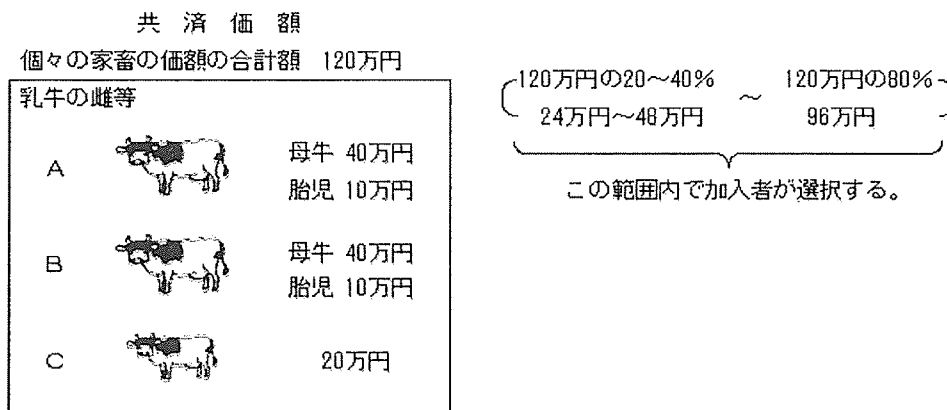 共済価額
個々の家畜の価額の合計額 120万円
乳牛の雌等
A
母牛 40万円
胎児 10万円
B
母牛 40万円
胎児 10万円
C
20万円
120万円の20～40% ～ 120万円の80%
24万円～48万円 96万円
この範囲内で加入者が選択する。